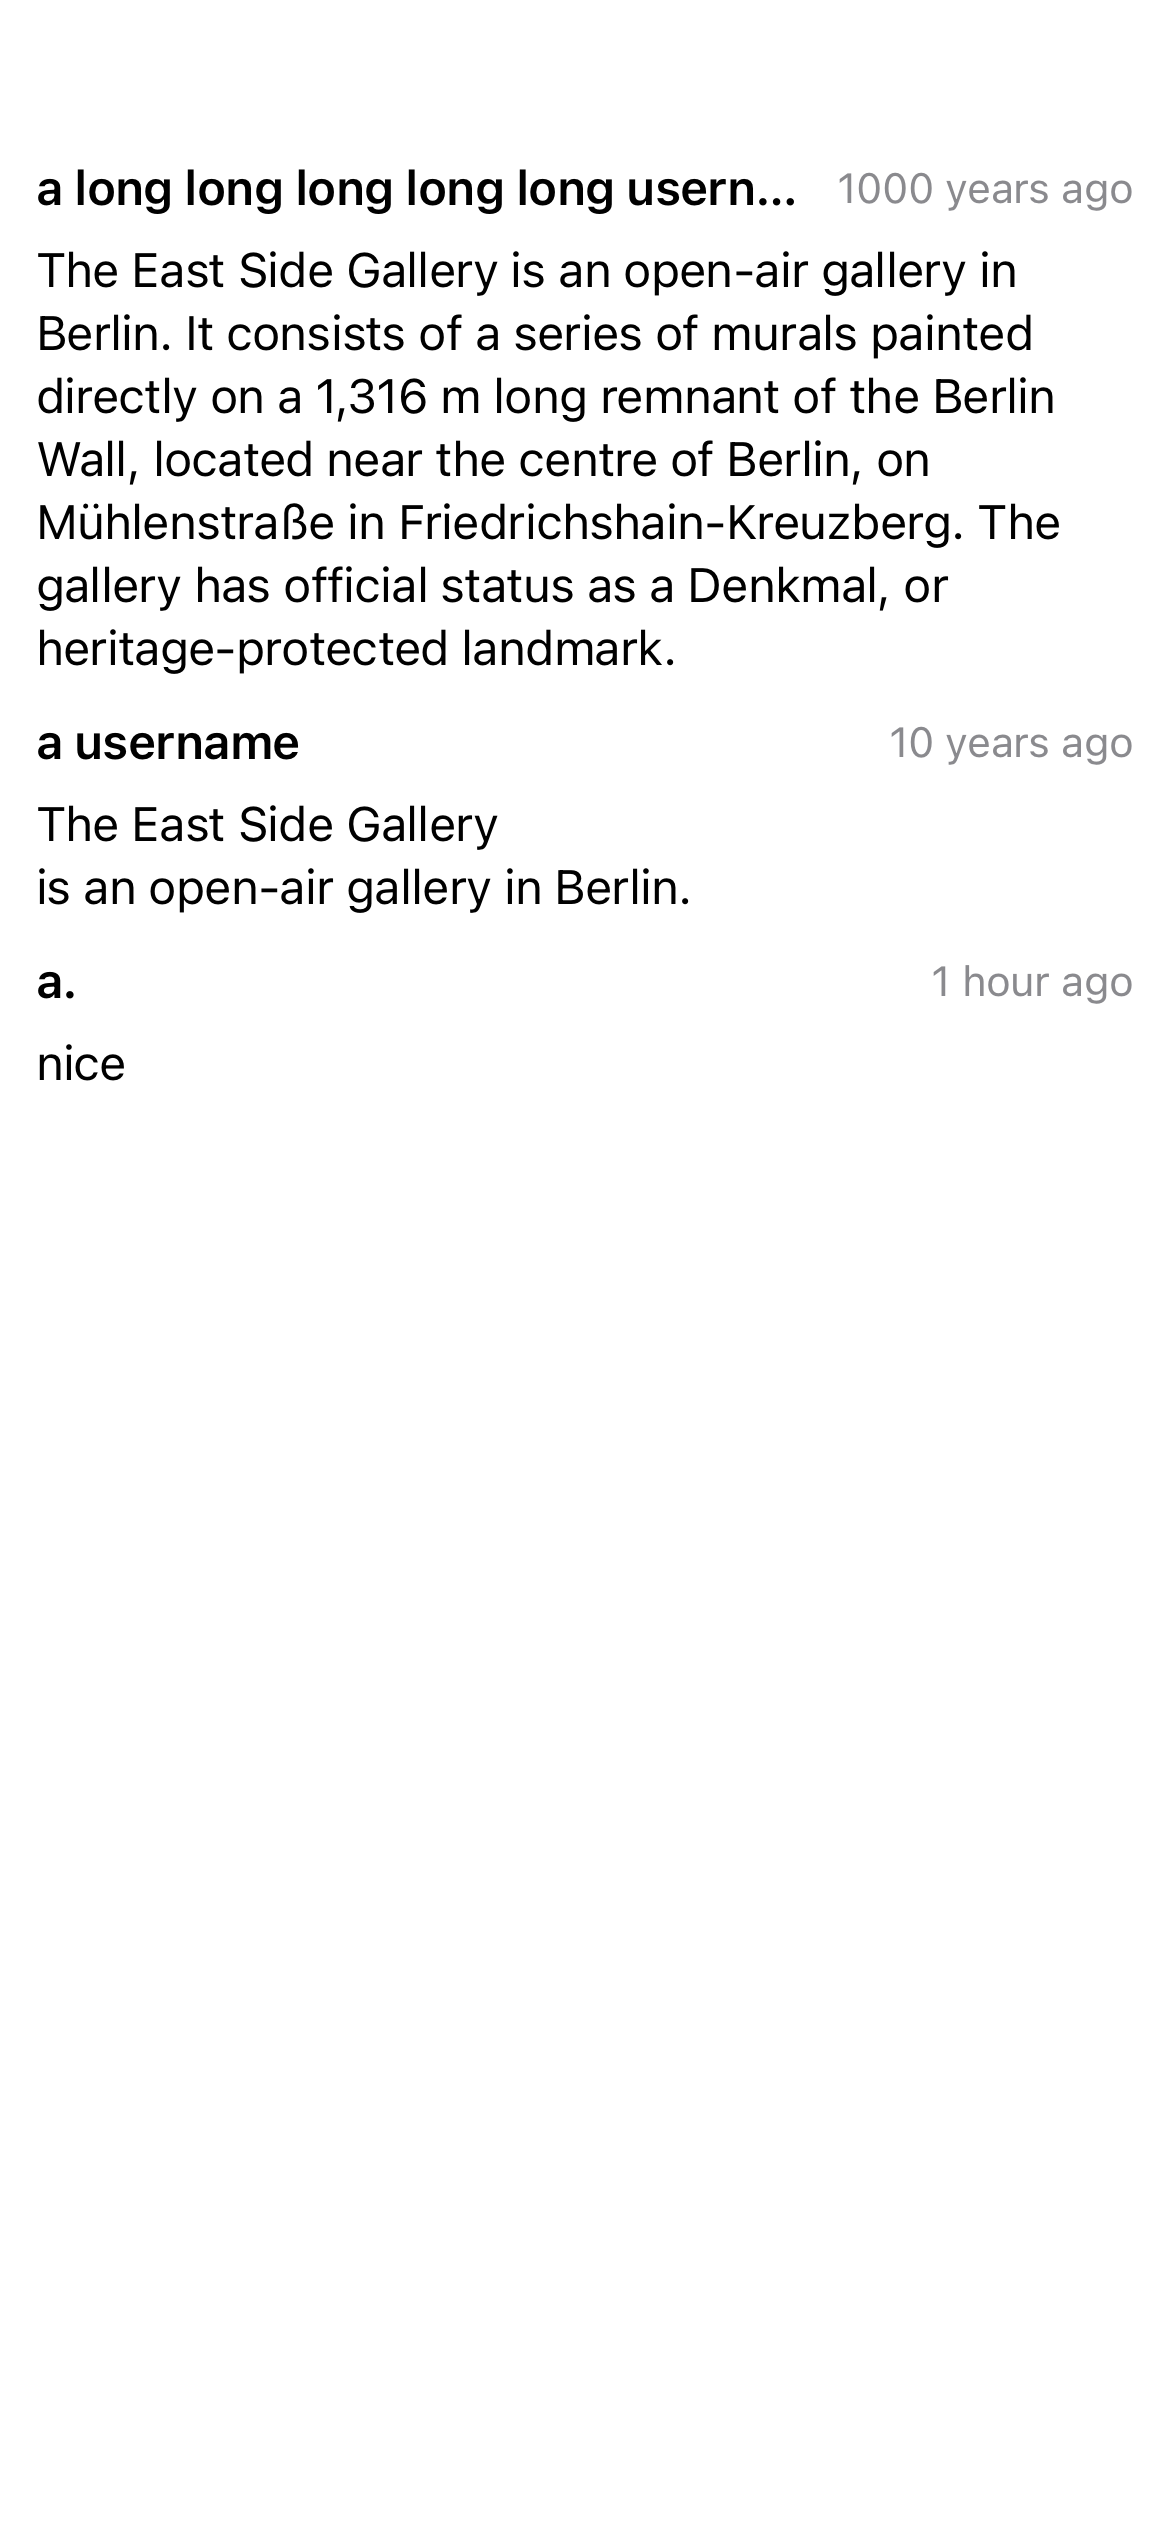 a long long long long long usern... 1000 years ago
The East Side Gallery is an open-air gallery in
Berlin. It consists of a series of murals painted
directly on a 1,316 m long remnant of the Berlin
Wall, located near the centre of Berlin, on
Mühlenstraße in Friedrichshain-Kreuzberg. The
gallery has official status as a Denkmal, or
heritage-protected landmark.
a username 10 years ago
The East Side Gallery
is an open-air gallery in Berlin.
a. 1 hour ago
nice